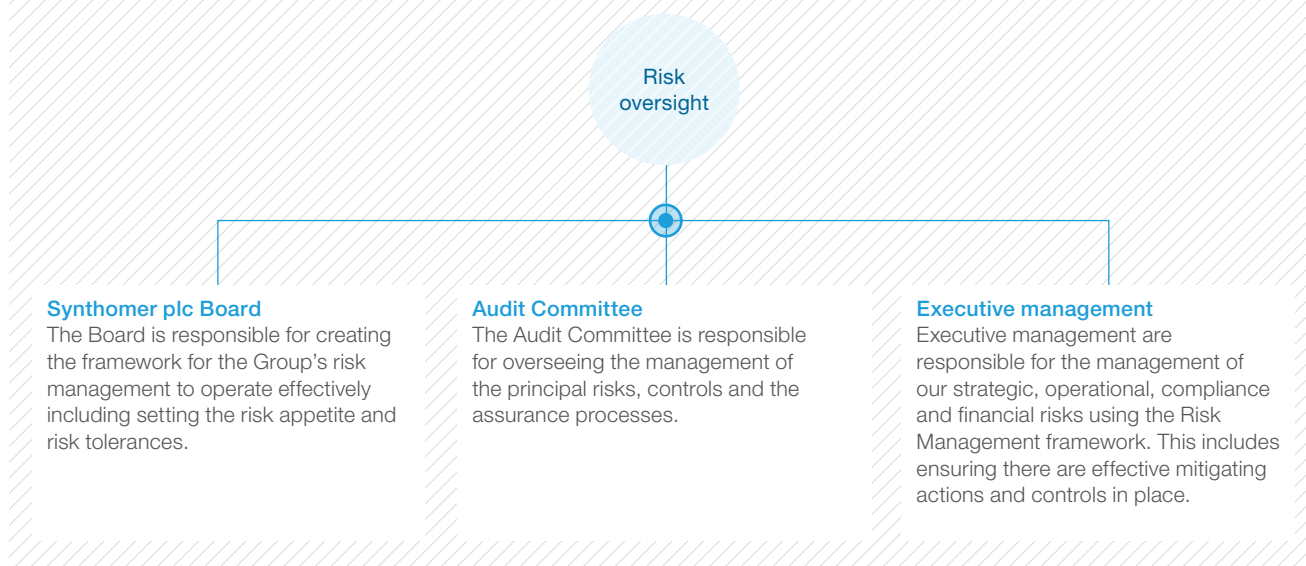 Risk
oversight
Synthomer plc Board
The Board is responsible for creating
the framework for the Group’s risk
management to operate effectively
including setting the risk appetite and
risk tolerances.
Audit Committee
The Audit Committee is responsible
for overseeing the management of
the principal risks, controls and the
assurance processes.
Executive management
Executive management are
responsible for the management of
our strategic, operational, compliance
and financial risks using the Risk
Management framework. This includes
ensuring there are effective mitigating
actions and controls in place.